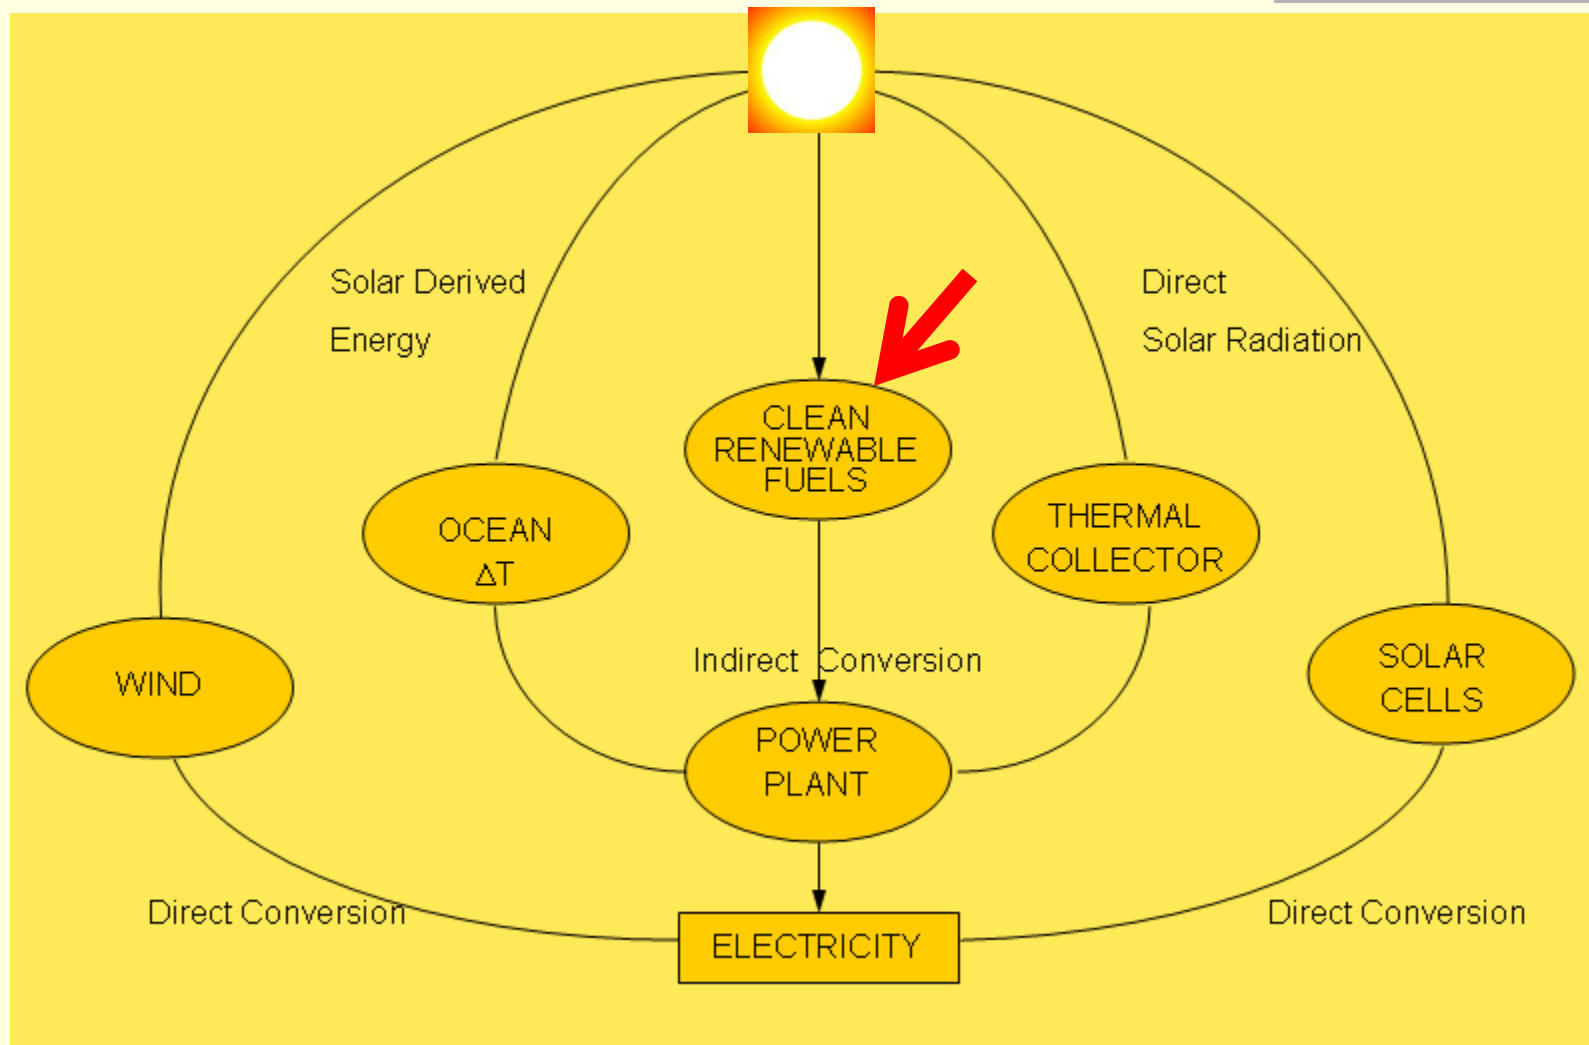 Solar Derived
Energy
Direct
Solar Radiation
CLEAN
RENEWABLE
FUELS
OCEAN
ΔT
THERMAL
COLLECTOR
WIND
Indirect Conversion
SOLAR
CELLS
POWER
PLANT
Direct Conversion
Direct Conversion
ELECTRICITY